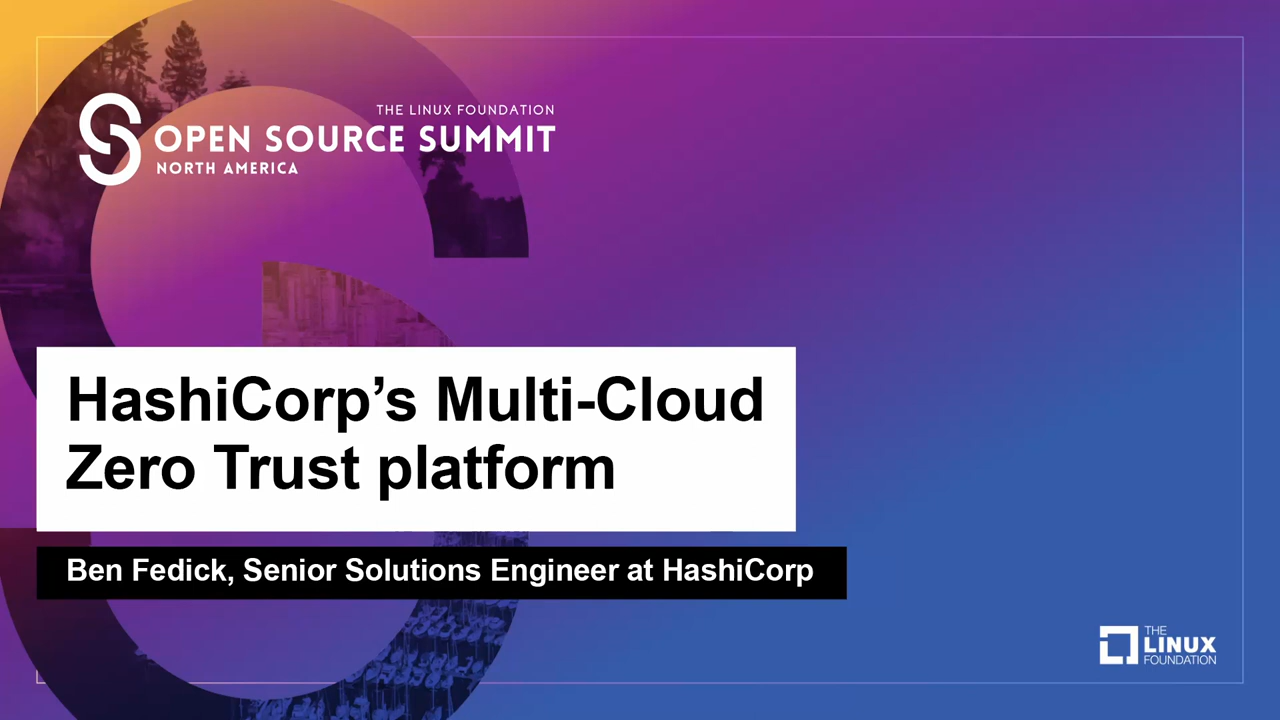 THE LINUX FOUNDATION
OPEN SOURCE SUMMIT
NORTH AMERICA
HashiCorp’s Multi-Cloud
Zero Trust platform
Ben Fedick, Senior Solutions Engineer at HashiCorp
THE
LINUX
FOUNDATION